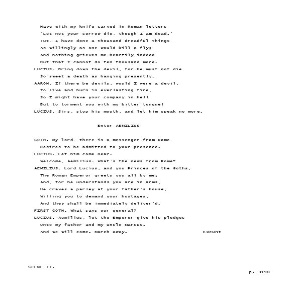 Have with my knife carved in Roman letters
'Let not your sorrow die, though I am dead.'
Tut, I have done a thousand dreadful things
As willingly as one would kill a fly;
And nothing grieves me heartily indeed
But that I cannot do ten thousand more.
LUCIUS. Bring down the devil, for he must not die
So sweet a death as hanging presently.
AARON. If there be devils, would I were a devil,
To live and burn in everlasting fire,
So I might have your company in hell
But to torment you with my bitter tongue!
LUCIUS. Sirs, stop his mouth, and let him speak no more.
Enter AEMILIUS
GOTH. My lord, there is a messenger from Rome
Desires to be admitted to your presence.
LUCIUS. Let him come near.
Welcome, Aemilius. What's the news from Rome?
AEMILIUS. Lord Lucius, and you Princes of the Goths,
The Roman Emperor greets you all by me;
And, for he understands you are in arms,
He craves a parley at your father's house,
Willing you to demand your hostages,
And they shall be immediately deliver'd.
FIRST GOTH. What says our general?
LUCIUS. Aemilius, let the Emperor give his pledges
Unto my father and my uncle Marcus.
And we will come. March away. Exeunt